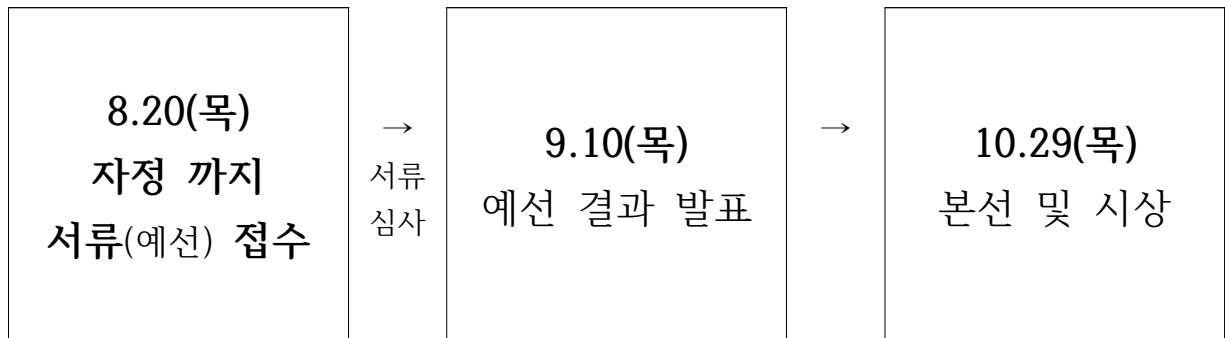 8.20(목)
자정 까지
서류(예선) 접수
→
서류
심사
9.10(목)
예선 결과 발표
→
10.29(목)
본선 및 시상